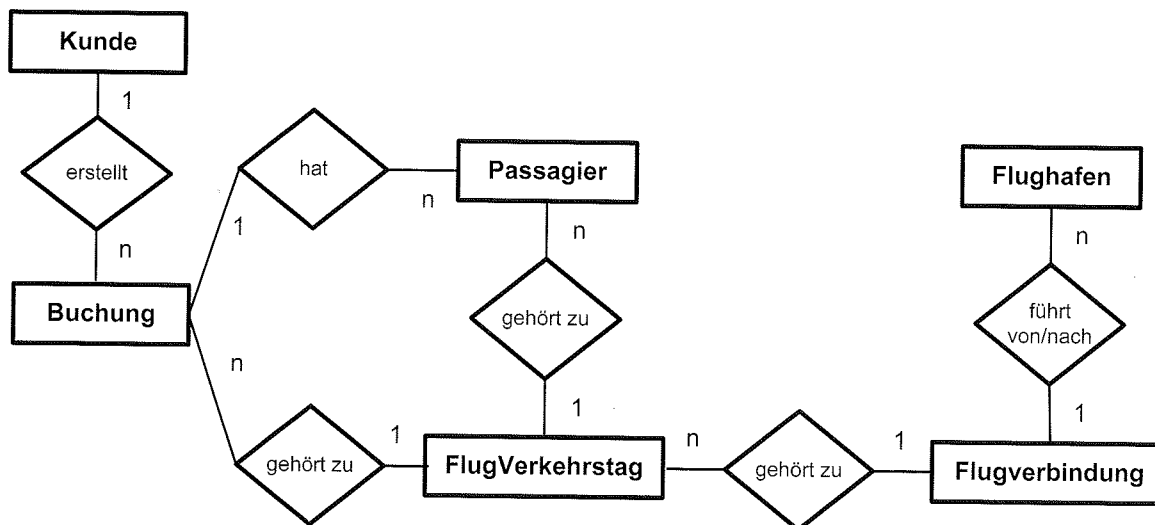 Kunde
1
erstellt
n
Buchung
hat
1
n
Passagier
n
gehört zu
1
Flughafen
n
führt
von/nach
1
n
gehört zu
1
FlugVerkehrstag
n
gehört zu
1
Flugverbindung